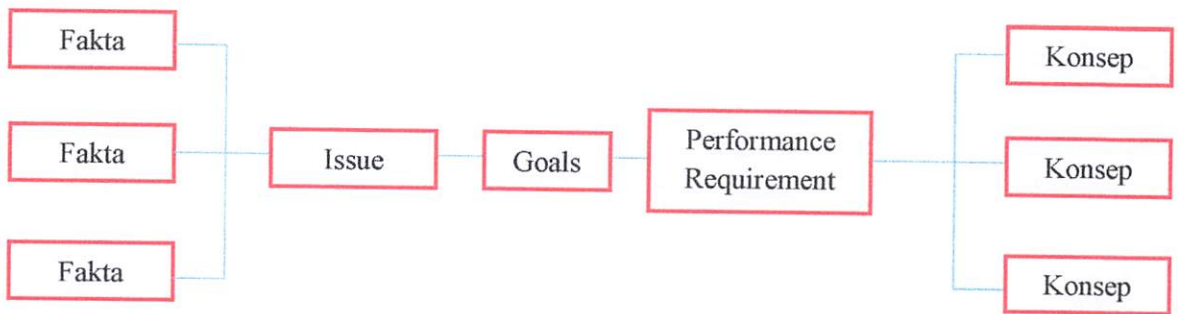 Fakta
Fakta
Fakta
Issue
Goals
Performance
Requirement
Konsep
Konsep
Konsep